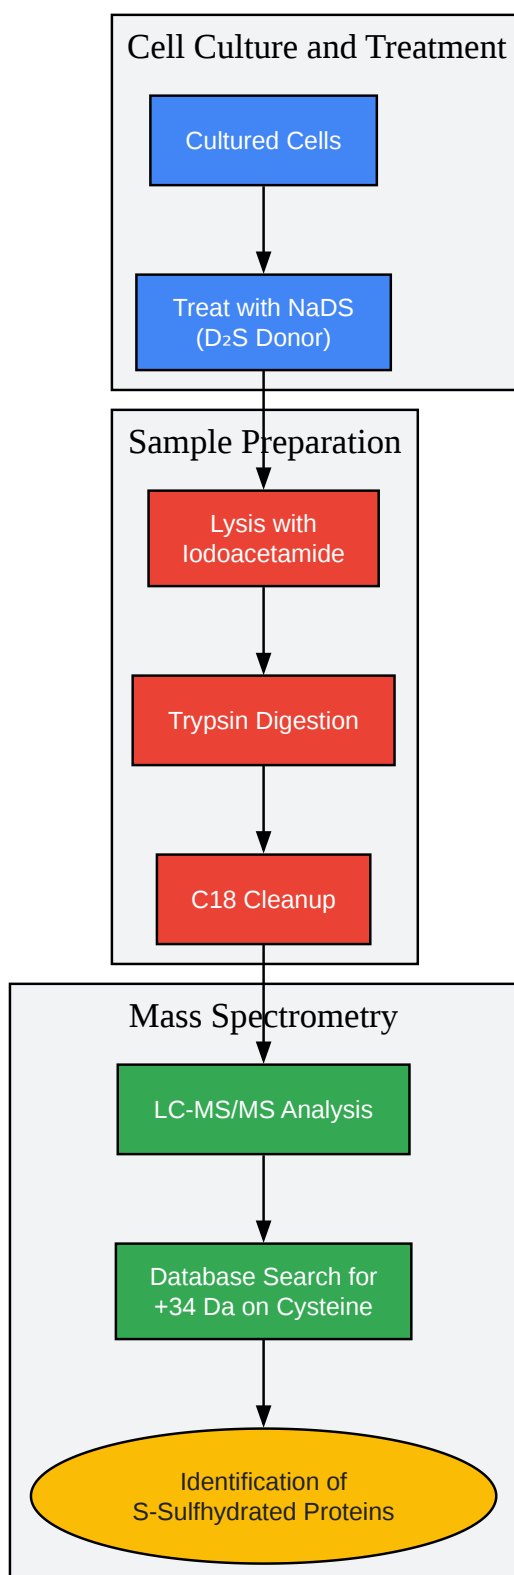 Cell Culture and Treatment
Cultured Cells
Treat with NaDS
(D₂S Donor)
Sample Preparation
Lysis with
Iodoacetamide
Trypsin Digestion
C18 Cleanup
Mass Spectrometry
LC-MS/MS Analysis
Database Search for
+34 Da on Cysteine
Identification of
S-Sulfhydrated Proteins